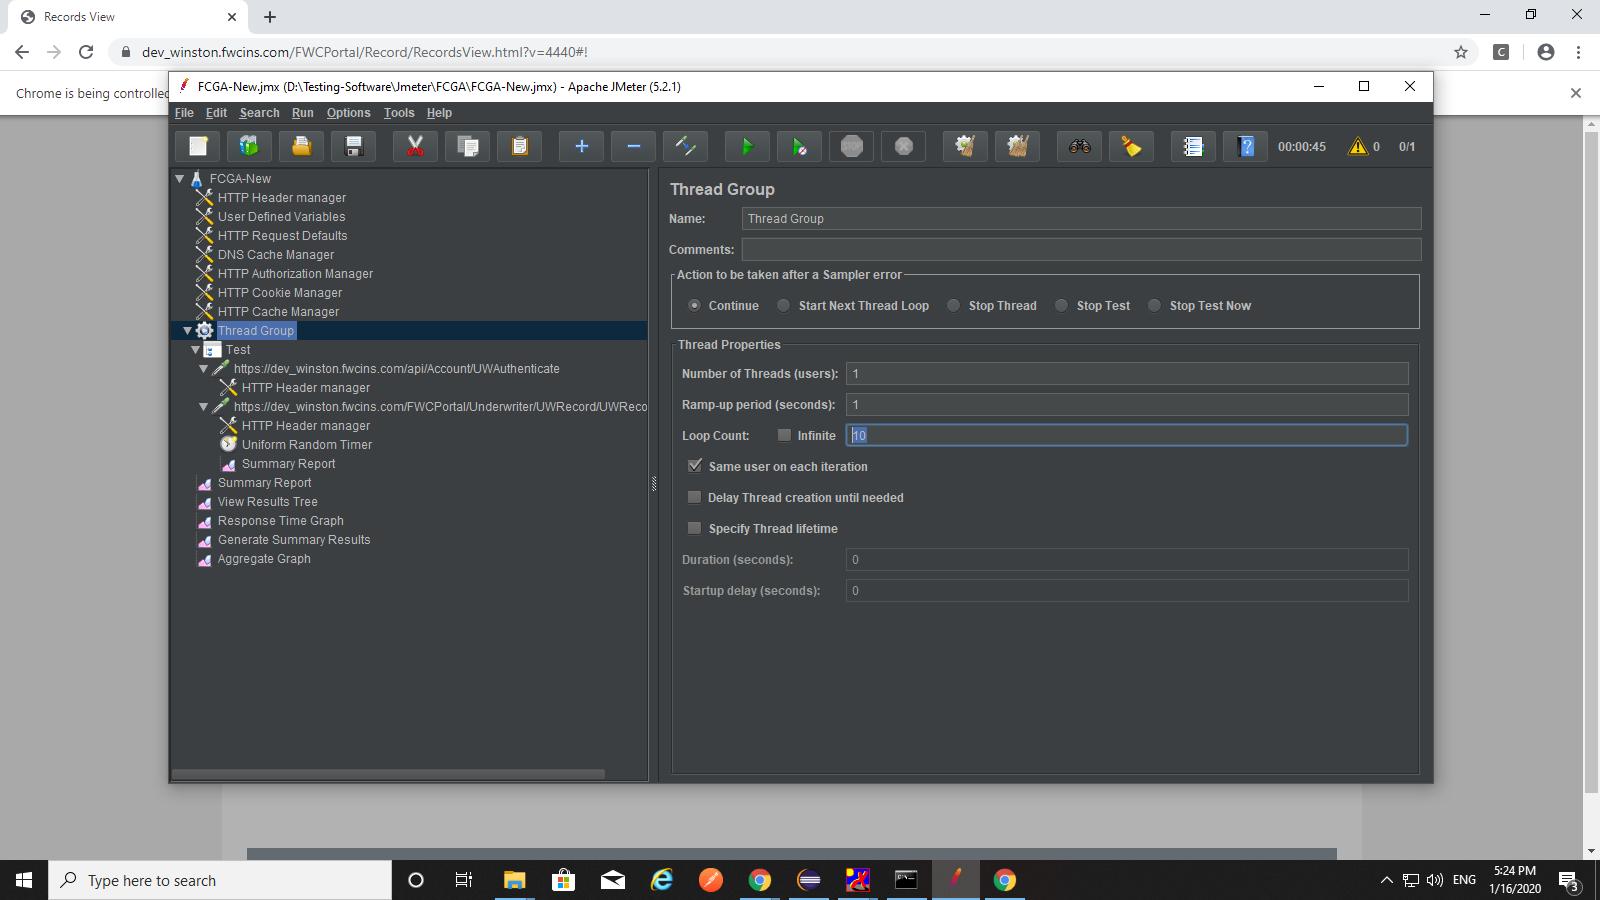 Records View
dev_winston.fwcins.com/FWCPortal/Record/RecordsView.html?v=4440#!
C
Chrome is being controlled
FCGA-New.jmx (D:\Testing-Software\Jmeter\FCGA\FCGA-New.jmx) - Apache JMeter (5.2.1)
File Edit Search Run Options Tools Help
STOP
?
00:00:45
0
0/1
FCGA-New
HTTP Header manager
User Defined Variables
HTTP Request Defaults
DNS Cache Manager
HTTP Authorization Manager
HTTP Cookie Manager
HTTP Cache Manager
Thread Group
Test
https://dev_winston.fwcins.com/api/Account/UWAuthenticate
HTTP Header manager
https://dev_winston.fwcins.com/FWCPortal/Underwriter/UWRecord/UWReco
HTTP Header manager
Uniform Random Timer
Summary Report
Summary Report
View Results Tree
Response Time Graph
Generate Summary Results
Aggregate Graph
Thread Group
Name: Thread Group
Comments:
Action to be taken after a Sampler error
Continue Start Next Thread Loop Stop Thread Stop Test Stop Test Now
Thread Properties
Number of Threads (users): 1
Ramp-up period (seconds): 1
Loop Count: Infinite 10
Same user on each iteration
Delay Thread creation until needed
Specify Thread lifetime
Duration (seconds): 0
Startup delay (seconds): 0
Type here to search
ENG
5:24 PM
1/16/2020
3